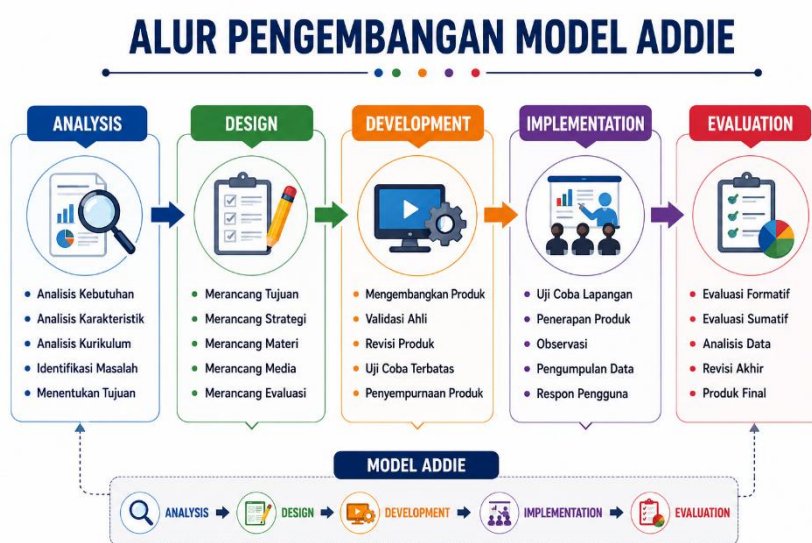 ALUR PENGEMBANGAN MODEL ADDIE
ANALYSIS
• Analisis Kebutuhan
• Analisis Karakteristik
• Analisis Kurikulum
• Identifikasi Masalah
• Menentukan Tujuan
DESIGN
• Merancang Tujuan
• Merancang Strategi
• Merancang Materi
• Merancang Media
• Merancang Evaluasi
DEVELOPMENT
• Mengembangkan Produk
• Validasi Ahli
• Revisi Produk
• Uji Coba Terbatas
• Penyempurnaan Produk
IMPLEMENTATION
• Uji Coba Lapangan
• Penerapan Produk
• Observasi
• Pengumpulan Data
• Respon Pengguna
EVALUATION
• Evaluasi Formatif
• Evaluasi Sumatif
• Analisis Data
• Revisi Akhir
• Produk Final
MODEL ADDIE
ANALYSIS
DESIGN
DEVELOPMENT
IMPLEMENTATION
EVALUATION